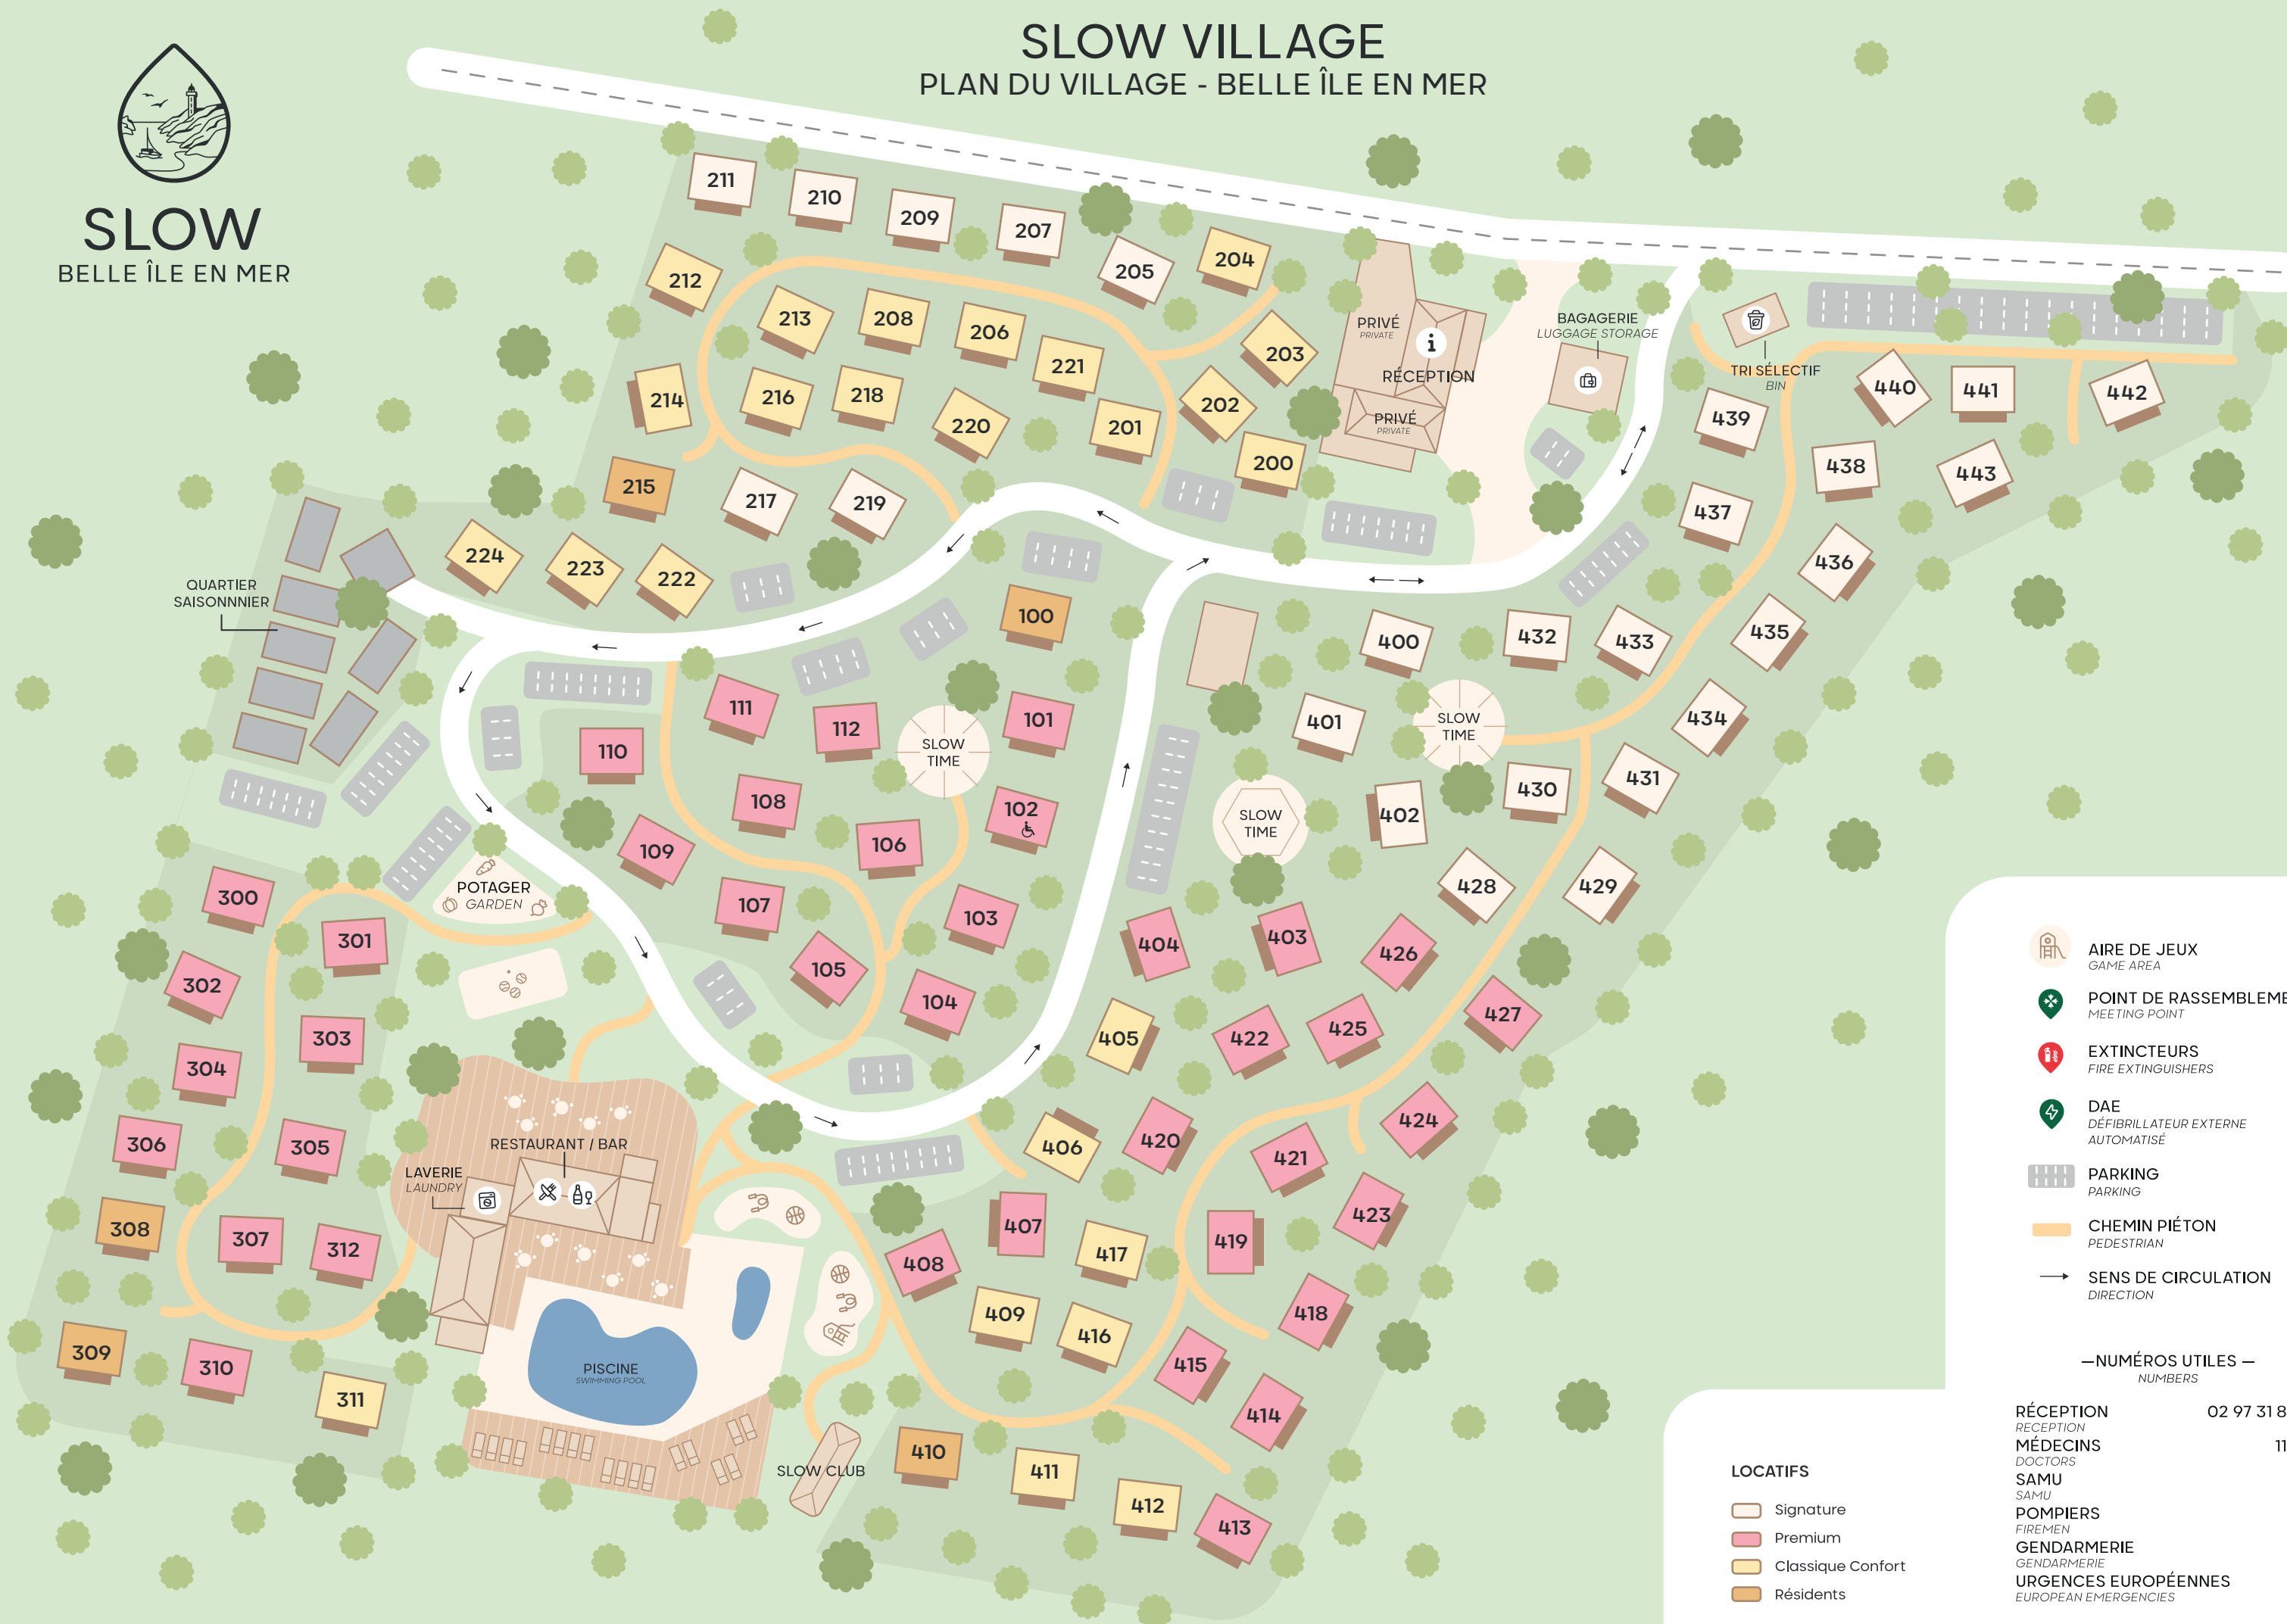 SLOW VILLAGE
PLAN DU VILLAGE - BELLE ÎLE EN MER
SLOW
BELLE ÎLE EN MER
211
210
209
207
205
204
212
213
208
206
221
203
214
216
218
220
201
202
200
215
217
219
224
223
222
PRIVÉ
PRIVATE
RÉCEPTION
PRIVÉ
PRIVATE
BAGAGERIE
LUGGAGE STORAGE
TRI SÉLECTIF
BIN
439
440
441
442
438
443
437
436
435
434
433
432
400
401
SLOW
TIME
431
430
402
SLOW
TIME
428
429
QUARTIER
SAISONNNIER
100
111
112
SLOW
TIME
101
110
108
102
109
106
107
103
105
104
POTAGER
GARDEN
300
301
302
303
304
306
305
308
307
312
309
310
311
RESTAURANT / BAR
LAVERIE
LAUNDRY
PISCINE
SWIMMING POOL
SLOW CLUB
404
403
426
427
405
422
425
424
406
420
421
423
407
417
419
408
409
416
418
415
414
410
411
412
413
AIRE DE JEUX
GAME AREA
POINT DE RASSEMBLEME
MEETING POINT
EXTINCTEURS
FIRE EXTINGUISHERS
DAE
DÉFIBRILLATEUR EXTERNE
AUTOMATISÉ
PARKING
PARKING
CHEMIN PIÉTON
PEDESTRIAN
SENS DE CIRCULATION
DIRECTION
—NUMÉROS UTILES —
NUMBERS
RÉCEPTION 02 97 31 8
RECEPTION
MÉDECINS 11
DOCTORS
SAMU
SAMU
POMPIERS
FIREMEN
GENDARMERIE
GENDARMERIE
URGENCES EUROPÉENNES
EUROPEAN EMERGENCIES
LOCATIFS
Signature
Premium
Classique Confort
Résidents